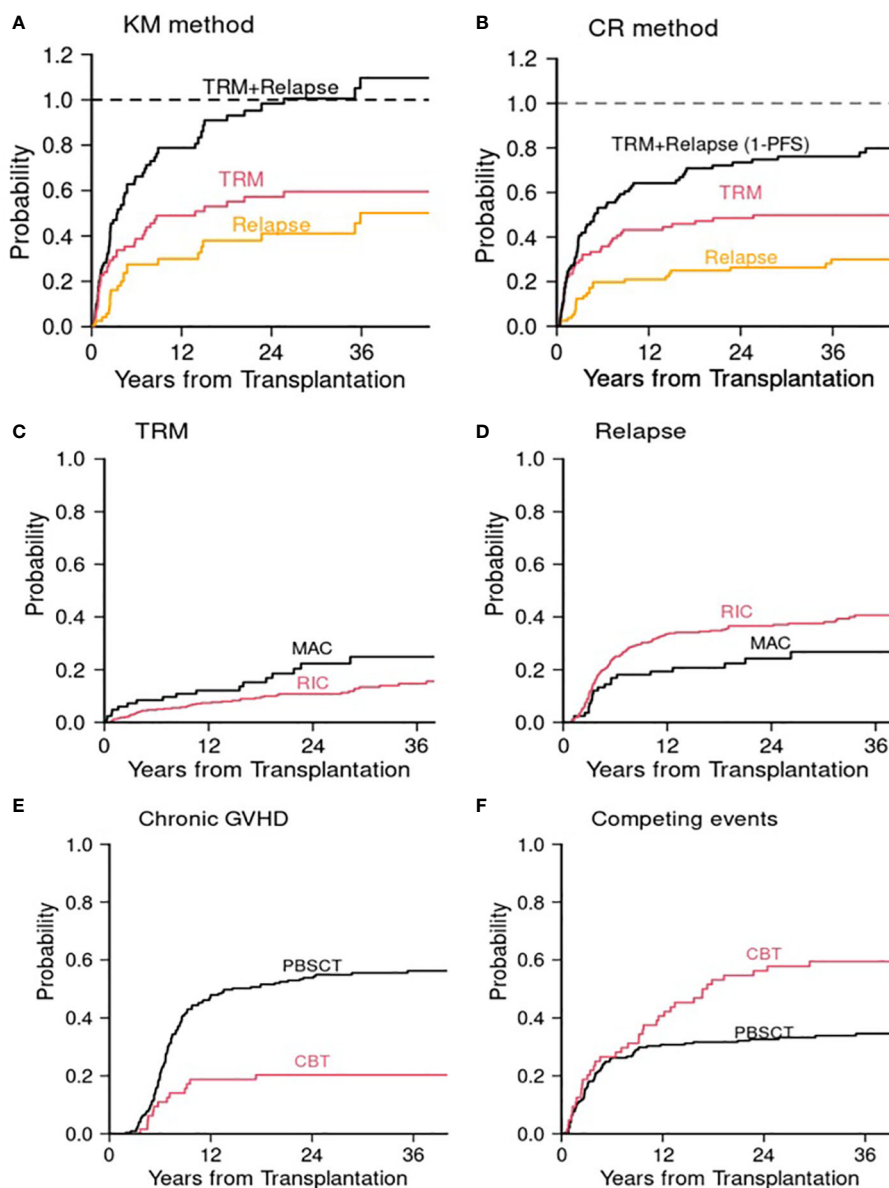 A
KM method
1.2
1.0
0.8
0.6
0.4
0.2
0.0
Probability
TRM+Relapse
TRM
Relapse
0 12 24 36
Years from Transplantation
B
CR method
1.2
1.0
0.8
0.6
0.4
0.2
0.0
Probability
TRM+Relapse (1-PFS)
TRM
Relapse
0 12 24 36
Years from Transplantation
C
TRM
1.0
0.8
0.6
0.4
0.2
0.0
Probability
MAC
RIC
0 12 24 36
Years from Transplantation
D
Relapse
1.0
0.8
0.6
0.4
0.2
0.0
Probability
RIC
MAC
0 12 24 36
Years from Transplantation
E
Chronic GVHD
1.0
0.8
0.6
0.4
0.2
0.0
Probability
PBSCT
CBT
0 12 24 36
Years from Transplantation
F
Competing events
1.0
0.8
0.6
0.4
0.2
0.0
Probability
CBT
PBSCT
0 12 24 36
Years from Transplantation